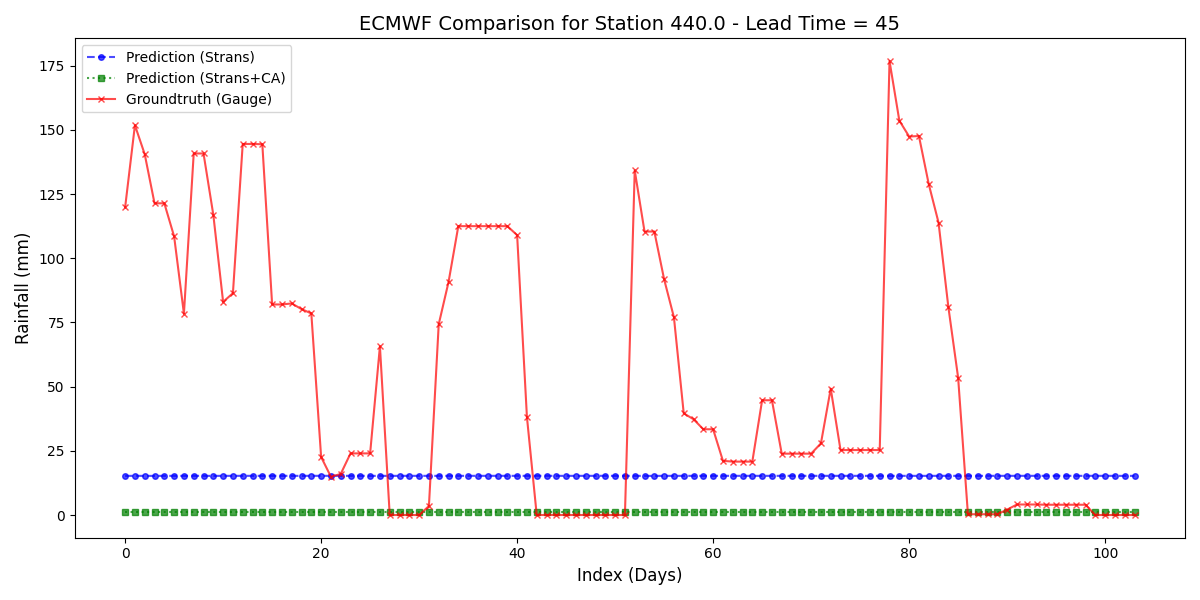 ECMWF Comparison for Station 440.0 - Lead Time = 45
Prediction (Strans)
Prediction (Strans+CA)
Groundtruth (Gauge)
Rainfall (mm)
175
150
125
100
75
50
25
0
0 20 40 60 80 100
Index (Days)